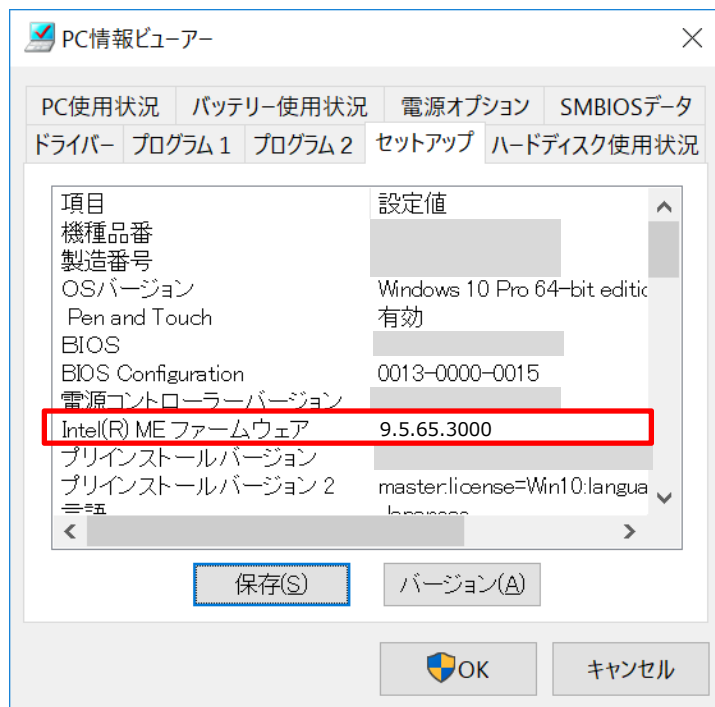 PC情報ビューアー
PC使用状況 バッテリー使用状況 電源オプション SMBIOSデータ
ドライバー プログラム1 プログラム2 セットアップ ハードディスク使用状況
項目 設定値
機種品番
製造番号
OSバージョン Windows 10 Pro 64-bit editic
Pen and Touch 有効
BIOS
BIOS Configuration 0013-0000-0015
電源コントローラーバージョン
Intel(R) ME ファームウェア 9.5.65.3000
プリインストールバージョン
プリインストールバージョン 2 master:license=Win10:langua
言語 Japanese
保存(S) バージョン(A)
OK キャンセル